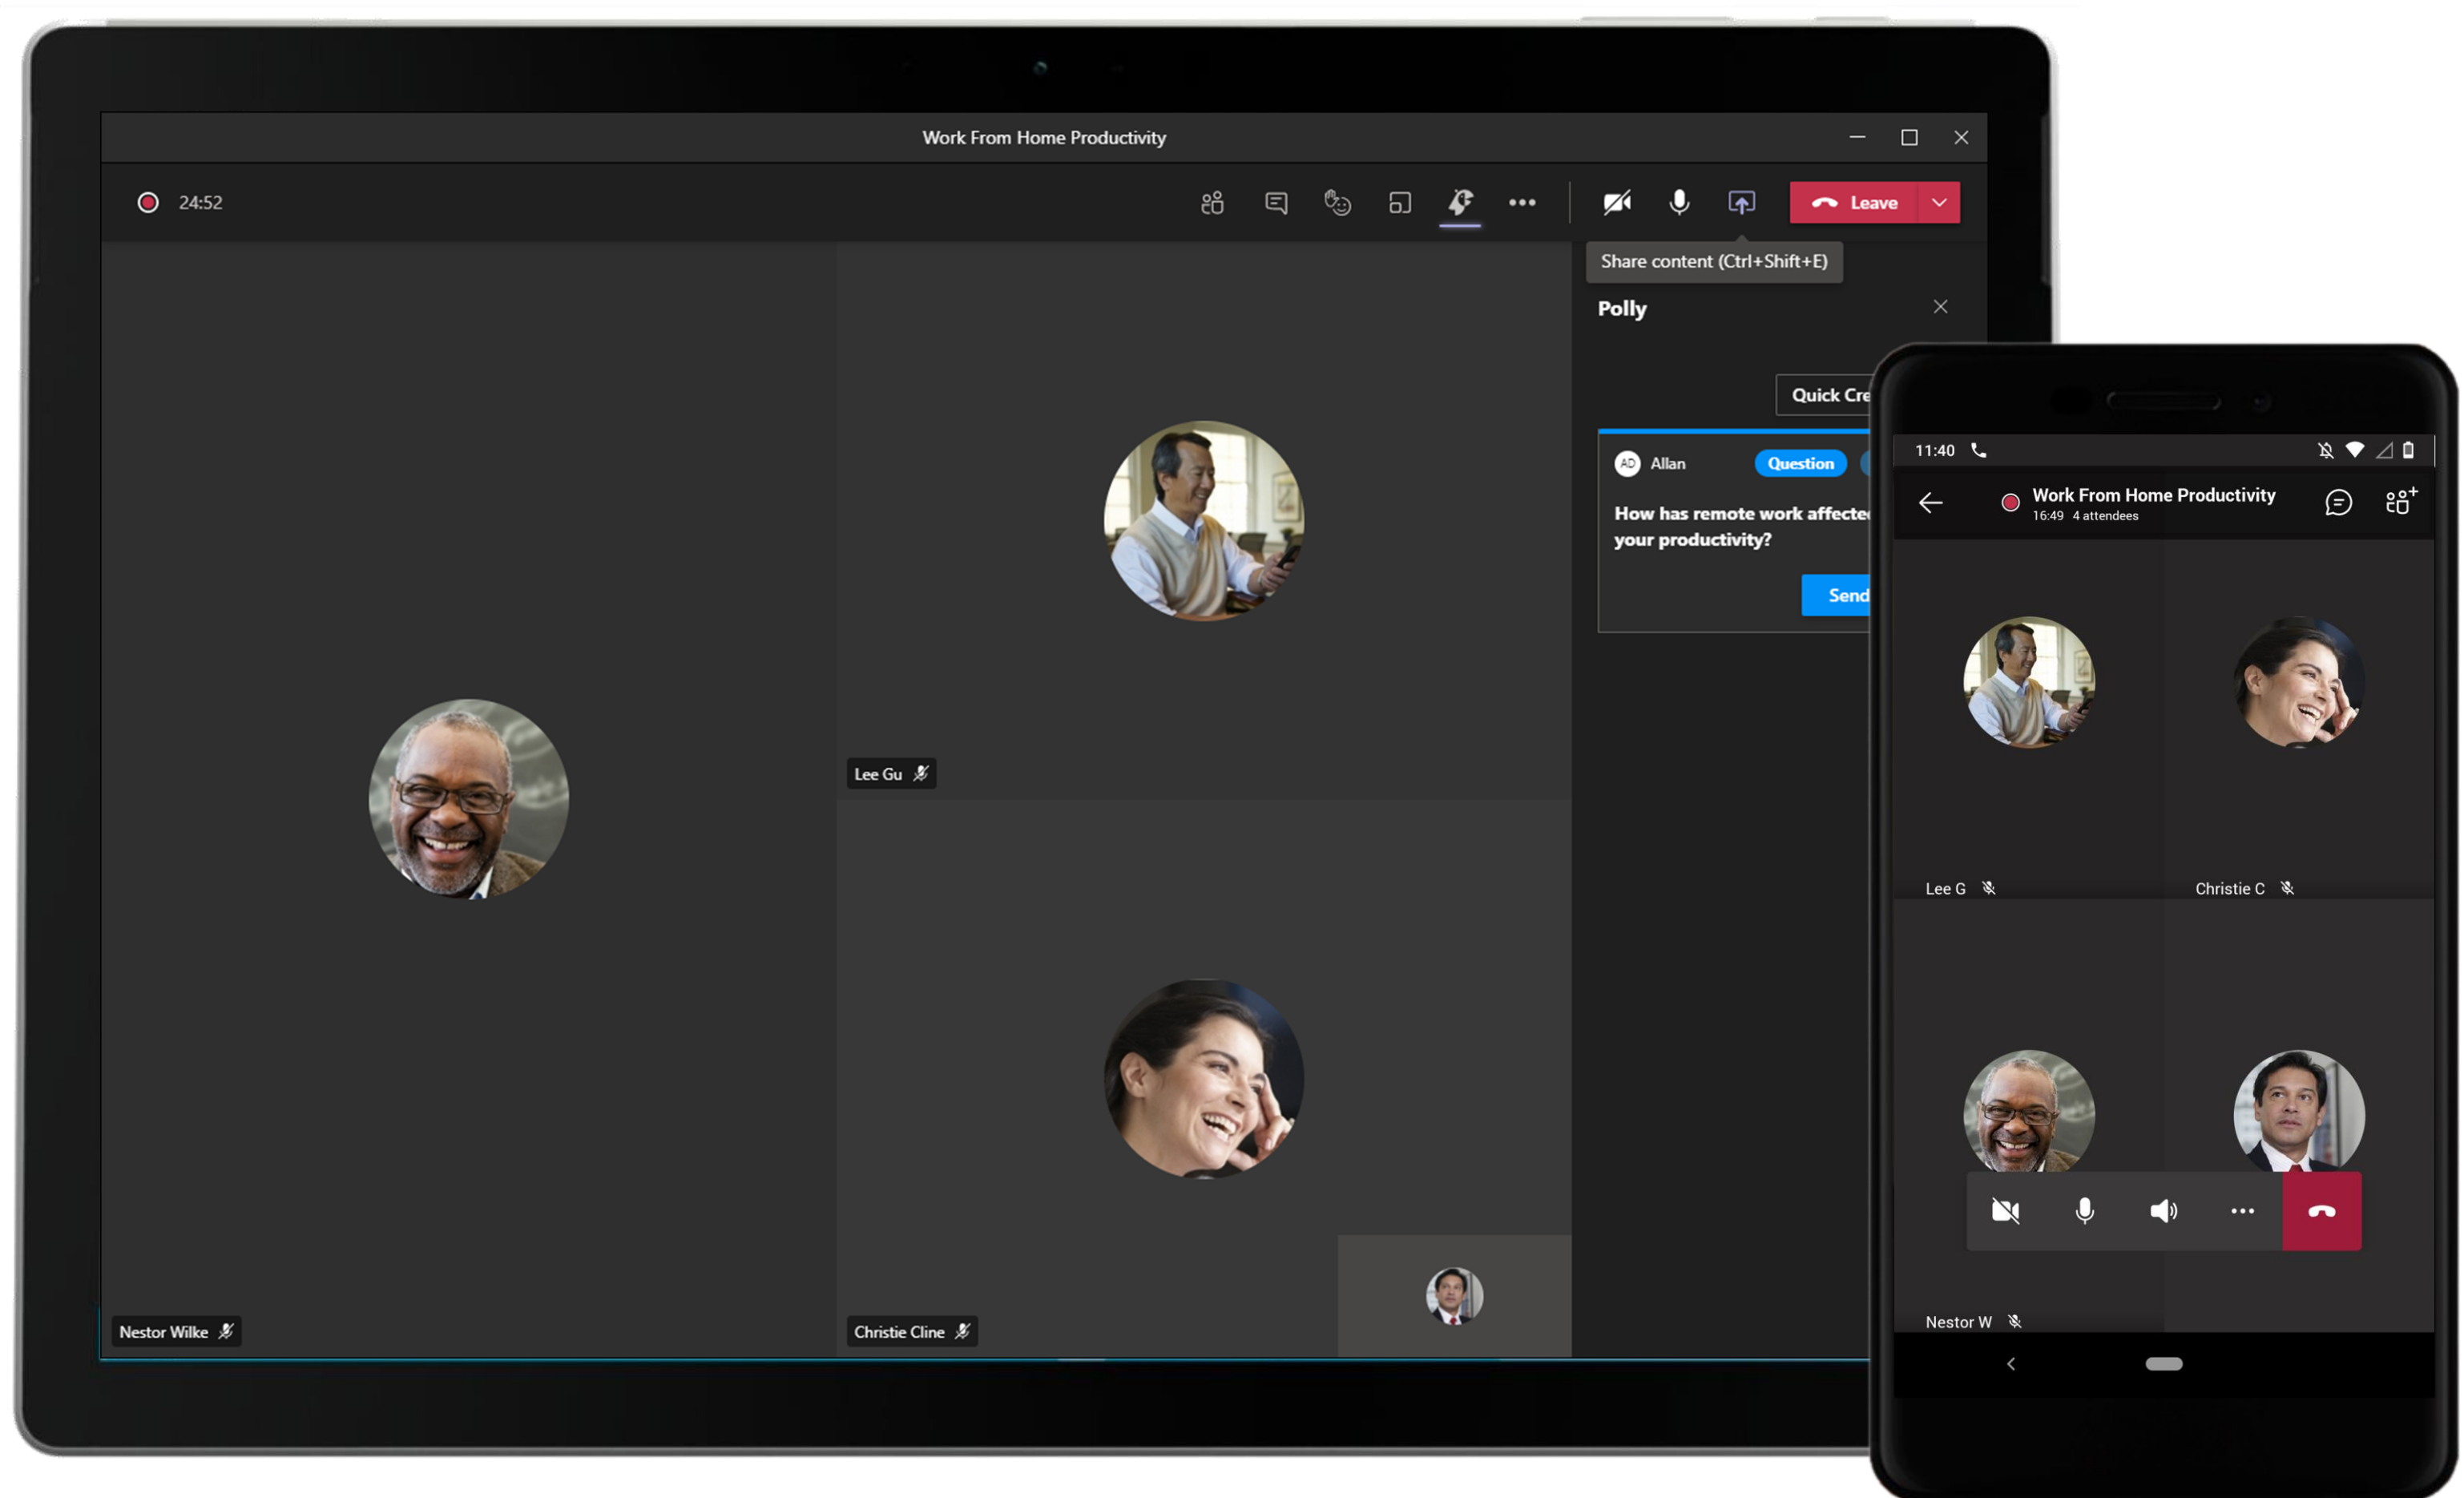 Work From Home Productivity
24:52
Leave
Share content (Ctrl+Shift+E)
Polly
Quick Cre
AD Allan Question
How has remote work affected
your productivity?
Send
Lee Gu
Nestor Wilke
Christie Cline
11:40
Work From Home Productivity
16:49 4 attendees
Lee G
Christie C
Nestor W